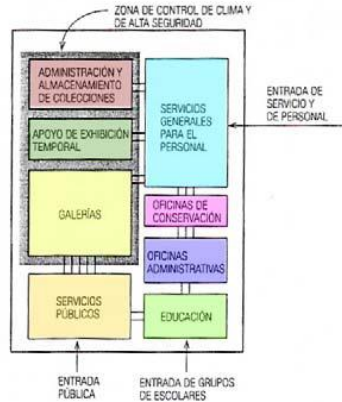 ZONA DE CONTROL DE CLIMA Y
DE ALTA SEGURIDAD
ADMINISTRACIÓN Y
ALMACENAMIENTO
DE COLECCIONES
SERVICIOS
GENERALES
PARA EL
PERSONAL
ENTRADA DE
SERVICIO Y
DE PERSONAL
APOYO DE EXHIBICIÓN
TEMPORAL
GALERÍAS
OFICINAS DE
CONSERVACIÓN
OFICINAS
ADMINISTRATIVAS
SERVICIOS
PÚBLICOS
EDUCACIÓN
ENTRADA
PÚBLICA
ENTRADA DE GRUPOS
DE ESCOLARES